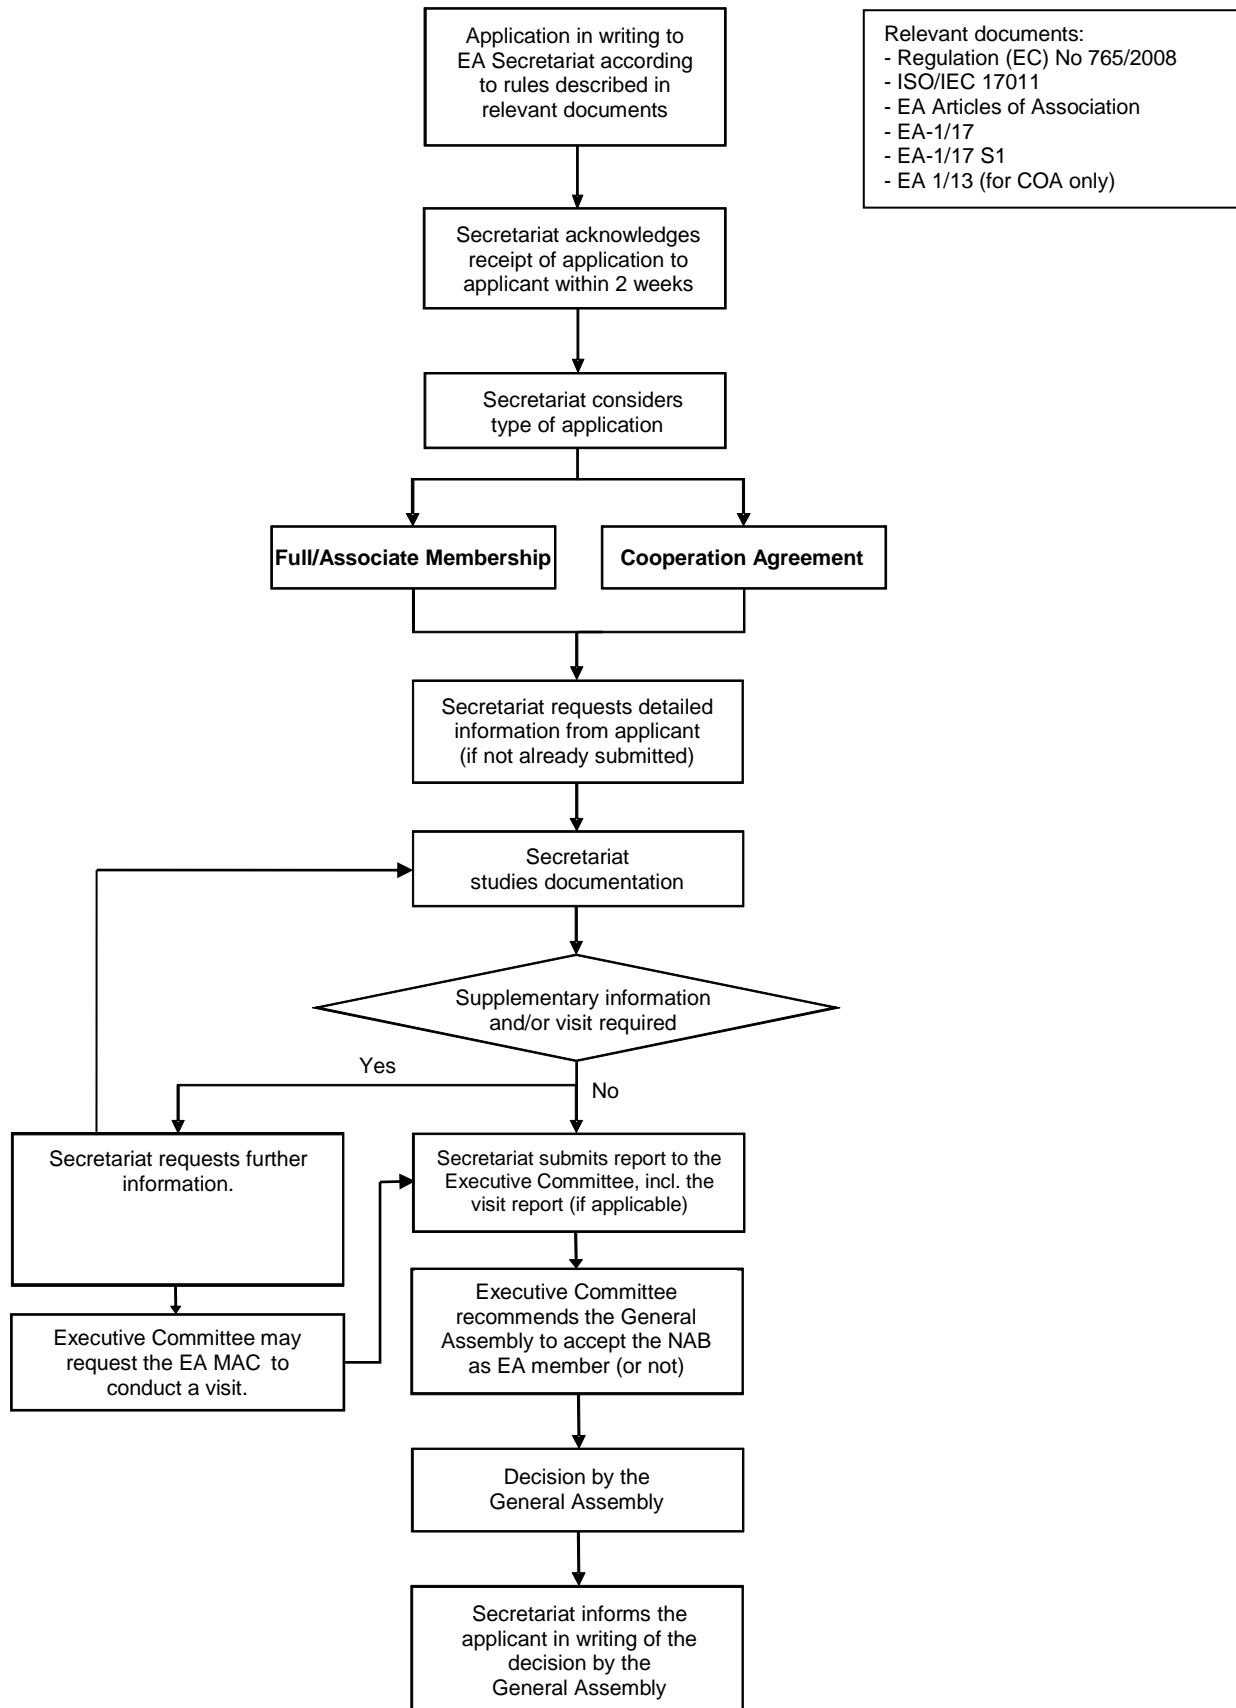 Application in writing to
EA Secretariat according
to rules described in
relevant documents
Relevant documents:
- Regulation (EC) No 765/2008
- ISO/IEC 17011
- EA Articles of Association
- EA-1/17
- EA-1/17 S1
- EA 1/13 (for COA only)
Secretariat acknowledges
receipt of application to
applicant within 2 weeks
Secretariat considers
type of application
Full/Associate Membership
Cooperation Agreement
Secretariat requests detailed
information from applicant
(if not already submitted)
Secretariat
studies documentation
Supplementary information
and/or visit required
Yes
No
Secretariat requests further
information.
Secretariat submits report to the
Executive Committee, incl. the
visit report (if applicable)
Executive Committee may
request the EA MAC to
conduct a visit.
Executive Committee
recommends the General
Assembly to accept the NAB
as EA member (or not)
Decision by the
General Assembly
Secretariat informs the
applicant in writing of the
decision by the
General Assembly